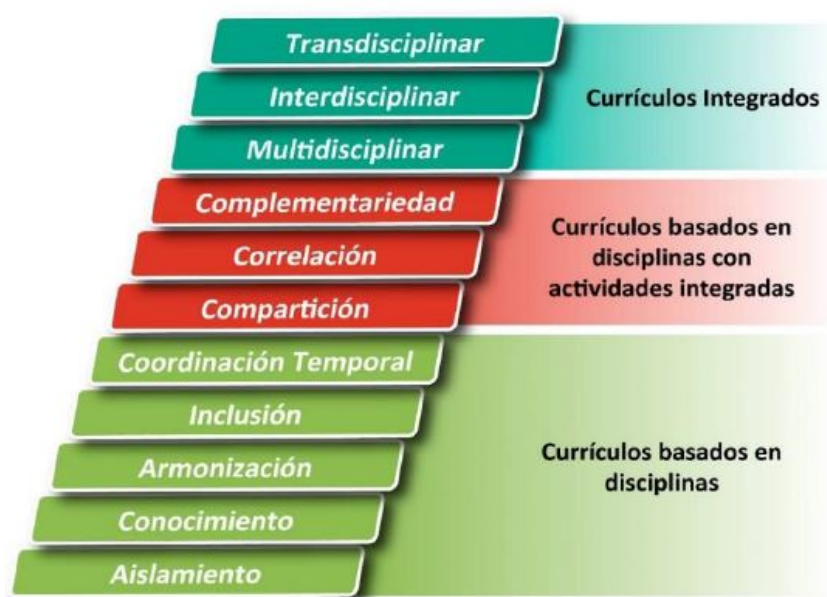 Transdisciplinar
Interdisciplinar
Multidisciplinar
Currículos Integrados
Complementariedad
Correlación
Compartición
Currículos basados en
disciplinas con
actividades integradas
Coordinación Temporal
Inclusión
Armonización
Conocimiento
Aislamiento
Currículos basados en
disciplinas